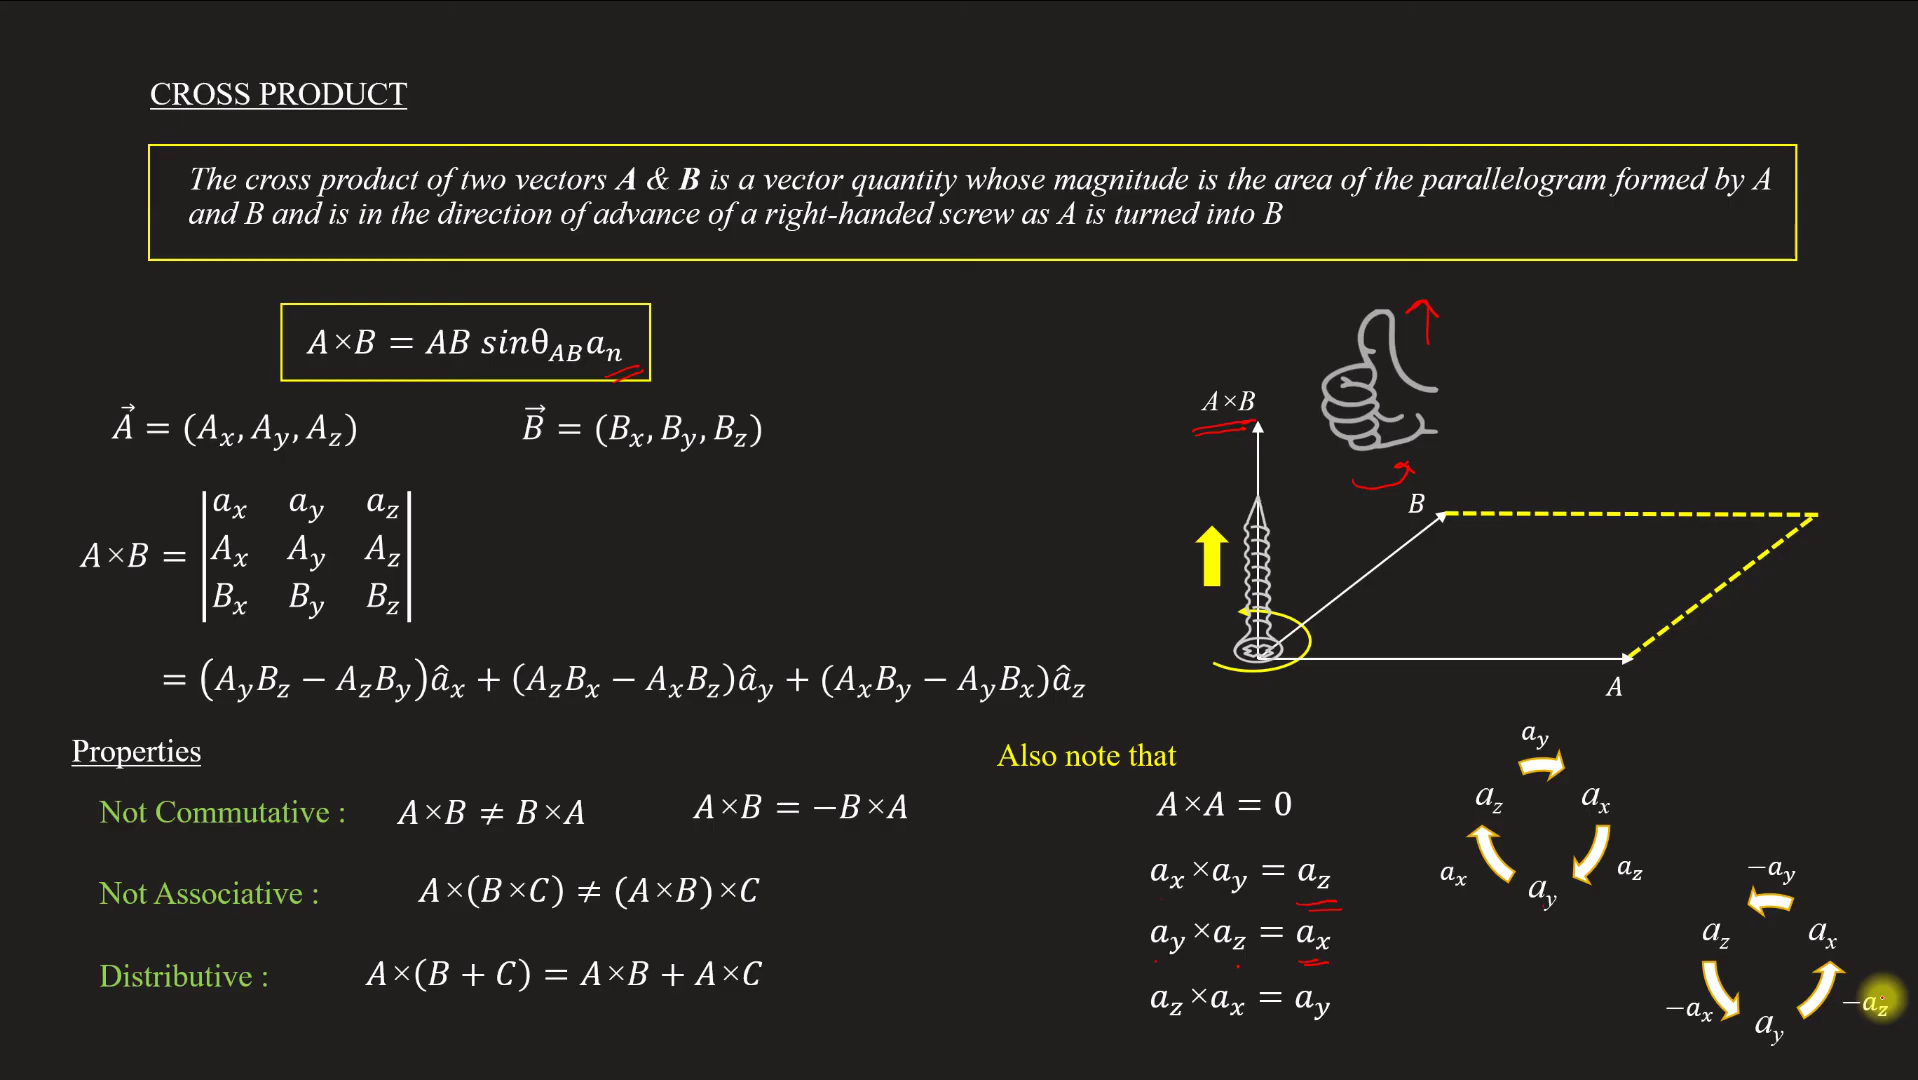 CROSS PRODUCT
The cross product of two vectors A & B is a vector quantity whose magnitude is the area of the parallelogram formed by A
and B and is in the direction of advance of a right-handed screw as A is turned into B
A×B = AB sinθ_AB a_n
A⃗ = (A_x, A_y, A_z)
B⃗ = (B_x, B_y, B_z)
A×B =
a_x a_y a_z
A_x A_y A_z
B_x B_y B_z
= (A_yB_z − A_zB_y)â_x + (A_zB_x − A_xB_z)â_y + (A_xB_y − A_yB_x)â_z
A×B
B
A
Properties
Not Commutative : A×B ≠ B×A A×B = −B×A
Not Associative : A×(B×C) ≠ (A×B)×C
Distributive : A×(B + C) = A×B + A×C
Also note that
A×A = 0
a_x×a_y = a_z
a_y×a_z = a_x
a_z×a_x = a_y
a_y
a_z a_x
a_x a_z
a_y
−a_y
a_z a_x
−a_x −a_z
a_y